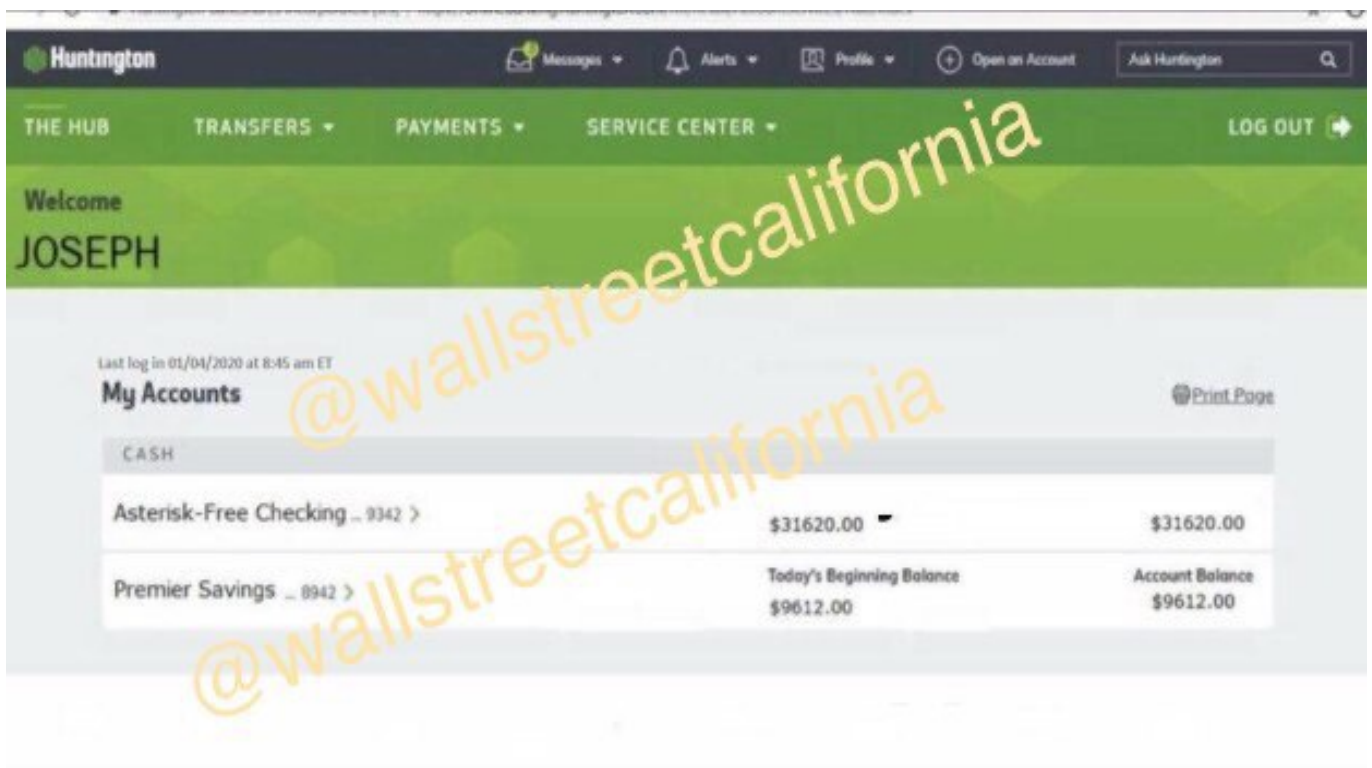 Huntington
Messages
Alerts
Profile
Open an Account
Ask Huntington
THE HUB
TRANSFERS
PAYMENTS
SERVICE CENTER
LOG OUT
Welcome
JOSEPH
Last log in 01/04/2020 at 8:45 am ET
My Accounts
Print Page
CASH
Asterisk-Free Checking ... 9342 >
$31620.00
$31620.00
Premier Savings ... 8942 >
Today's Beginning Balance
$9612.00
Account Balance
$9612.00
@wallstreetcalifornia
@wallstreetcalifornia